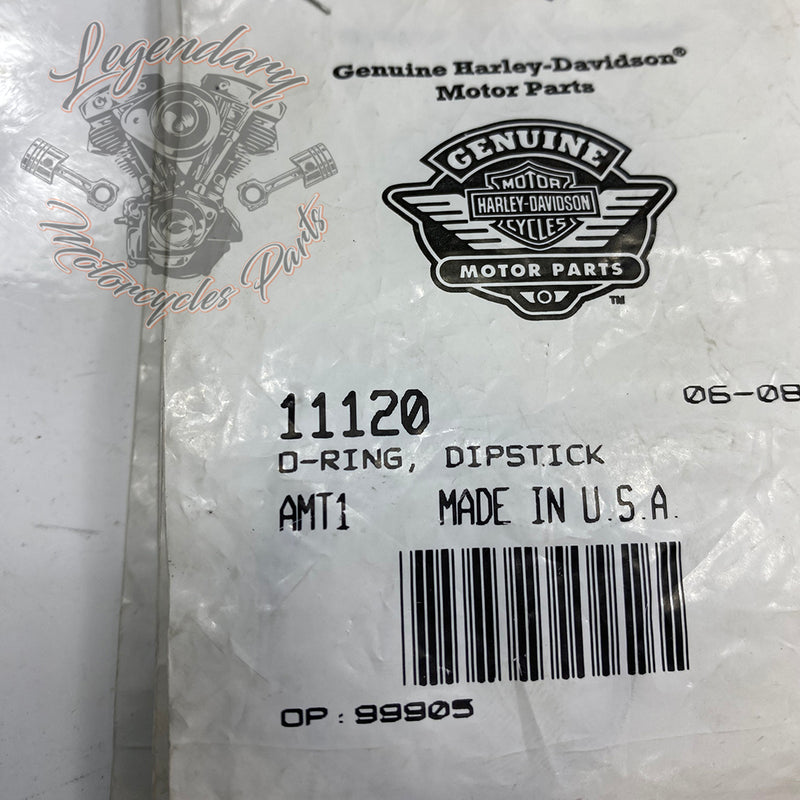 Legendary
Motorcycles Parts
Genuine Harley-Davidson®
Motor Parts
GENUINE
MOTOR
HARLEY-DAVIDSON
CYCLES
MOTOR PARTS
™
11120
06-08
O-RING, DIPSTICK
AMT1 MADE IN U.S.A.
OP: 99905